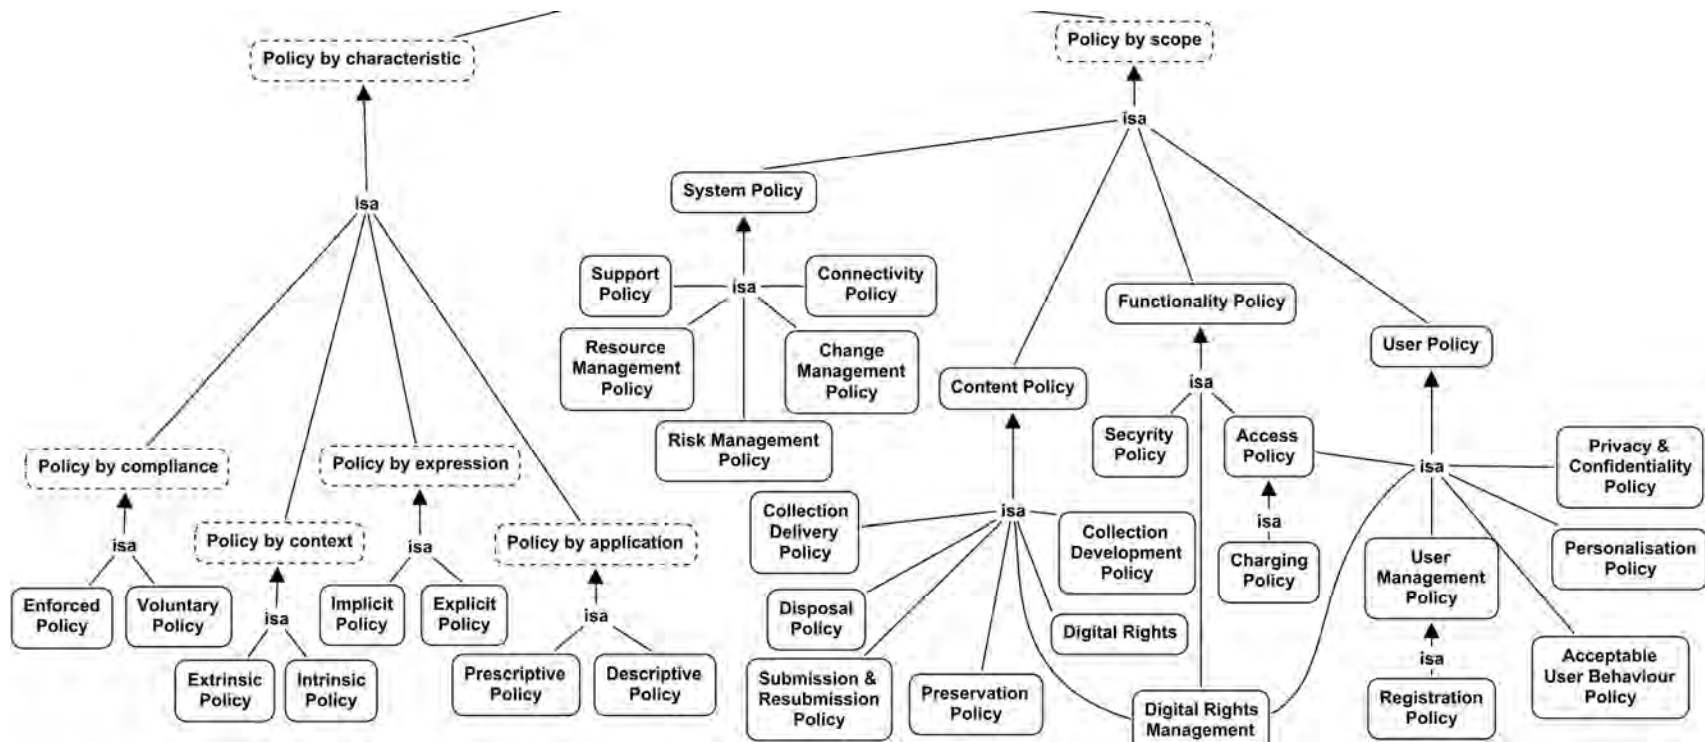 Policy by characteristic
Policy by scope
isa
isa
System Policy
Support
Policy
isa
Connectivity
Policy
Resource
Management
Policy
Change
Management
Policy
Risk Management
Policy
Functionality Policy
User Policy
Content Policy
isa
Secyrity
Policy
Access
Policy
isa
Charging
Policy
isa
Privacy &
Confidentiality
Policy
Personalisation
Policy
User
Management
Policy
isa
Registration
Policy
Acceptable
User Behaviour
Policy
Policy by compliance
Policy by expression
isa
Policy by context
isa
Policy by application
Enforced
Policy
Voluntary
Policy
isa
Implicit
Policy
Explicit
Policy
isa
Extrinsic
Policy
Intrinsic
Policy
Prescriptive
Policy
Descriptive
Policy
Collection
Delivery
Policy
isa
Collection
Development
Policy
Disposal
Policy
Digital Rights
Submission &
Resubmission
Policy
Preservation
Policy
Digital Rights
Management